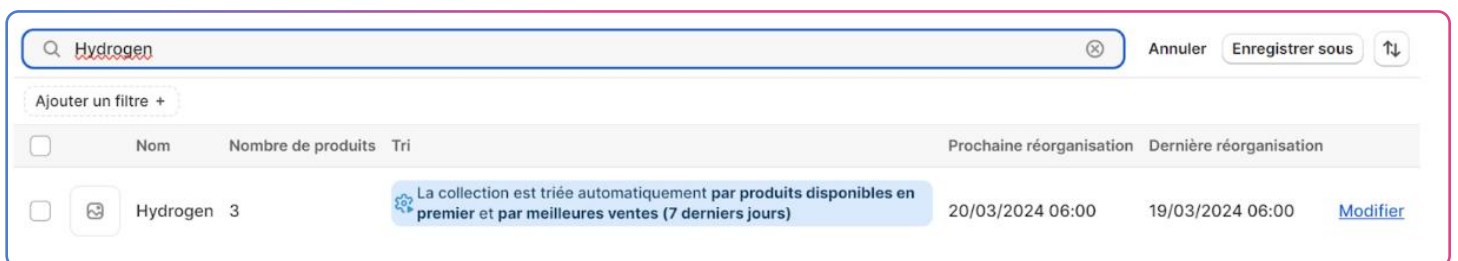 Hydrogen
Annuler
Enregistrer sous
Ajouter un filtre +
Nom
Nombre de produits
Tri
Prochaine réorganisation
Dernière réorganisation
Hydrogen
3
La collection est triée automatiquement par produits disponibles en
premier et par meilleures ventes (7 derniers jours)
20/03/2024 06:00
19/03/2024 06:00
Modifier